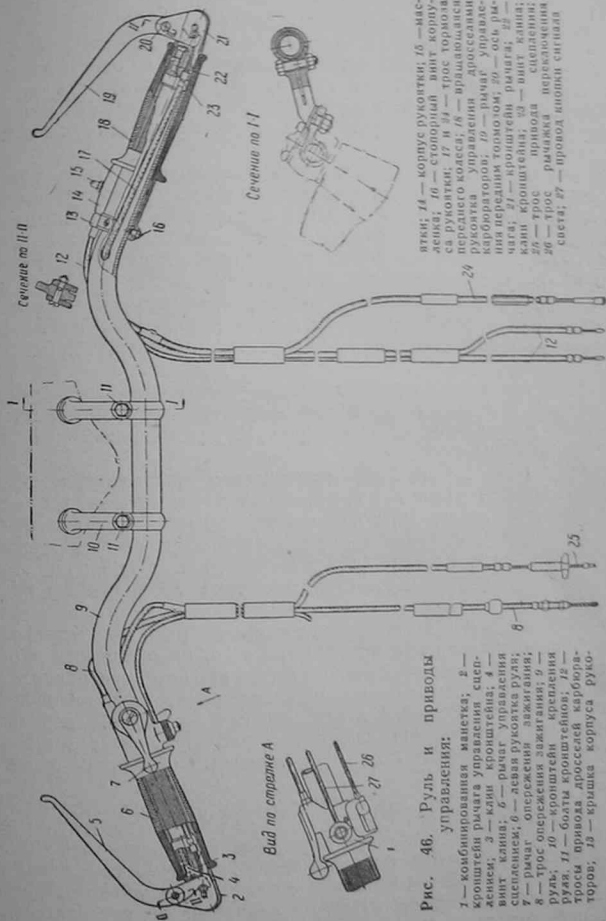 Сечение по II-II
Сечение по I-I
Вид по стрелке А
Рис. 46. Руль и приводы
управления:
1 — комбинированная манетка; 2 —
кронштейн рычага управления сцеп-
лением; 3 — клин кронштейна; 4 —
винт клина; 5 — рычаг управления
сцеплением; 6 — левая рукоятка руля;
7 — рычаг опережения зажигания;
8 — трос опережения зажигания; 9 —
руль; 10 — кронштейн крепления
руля; 11 — болты кронштейнов; 12 —
тросы привода дросселей карбюра-
торов; 13 — крышка корпуса руко-
ятки; 14 — корпус рукоятки; 15 — мас-
ленка; 16 — стопорный винт корпу-
са рукоятки; 17 и 24 — трос тормоза
переднего колеса; 18 — вращающаяся
рукоятка управления дросселями
карбюраторов; 19 — рычаг управле-
ния передним тормозом; 20 — ось ры-
чага; 21 — кронштейн рычага; 22 —
клин кронштейна; 23 — винт клина;
25 — трос привода сцепления;
26 — трос рычажка переключения
света; 27 — провод кнопки сигнала